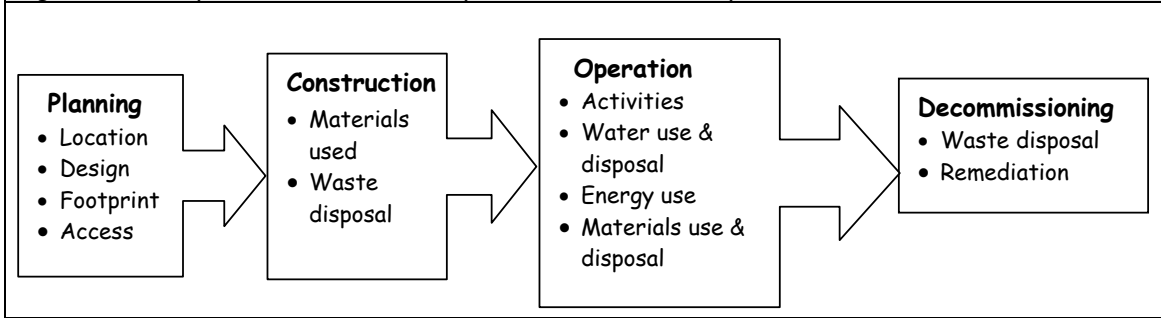 Planning
• Location
• Design
• Footprint
• Access
Construction
• Materials
used
• Waste
disposal
Operation
• Activities
• Water use &
disposal
• Energy use
• Materials use &
disposal
Decommissioning
• Waste disposal
• Remediation